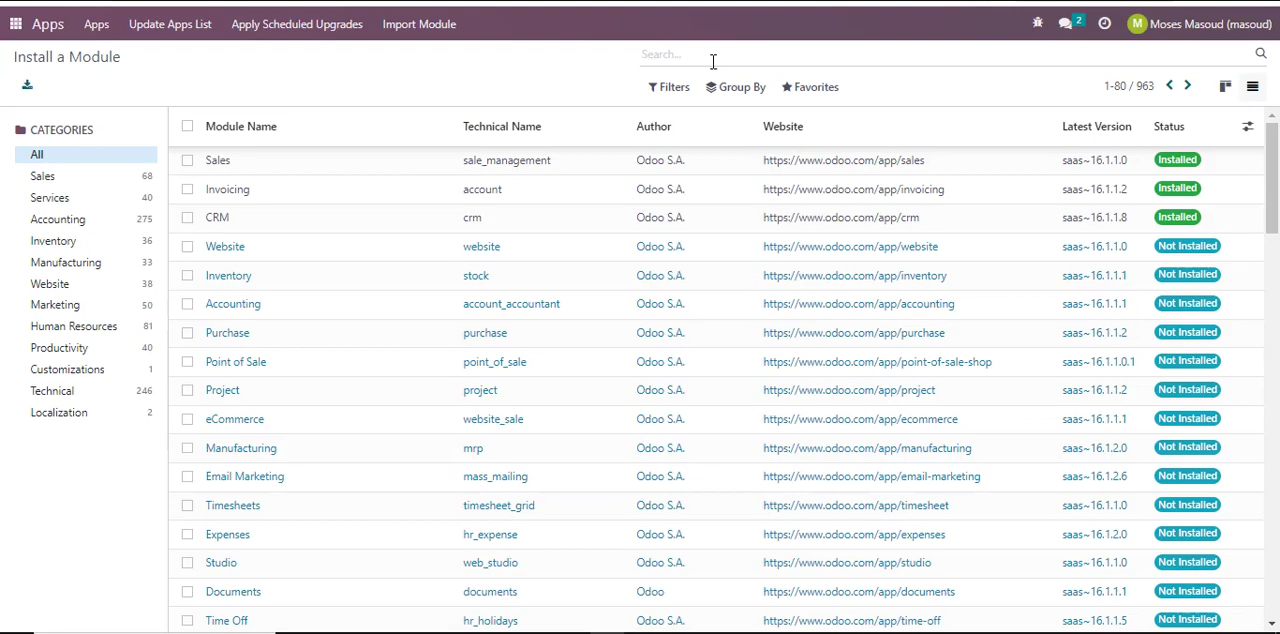 Apps Apps Update Apps List Apply Scheduled Upgrades Import Module 2 M Moses Masoud (masoud)
Install a Module Search...
Filters Group By Favorites 1-80 / 963
CATEGORIES
All
Sales 68
Services 40
Accounting 275
Inventory 36
Manufacturing 33
Website 38
Marketing 50
Human Resources 81
Productivity 40
Customizations 1
Technical 246
Localization 2
Module Name Technical Name Author Website Latest Version Status
Sales sale_management Odoo S.A. https://www.odoo.com/app/sales saas~16.1.1.0 Installed
Invoicing account Odoo S.A. https://www.odoo.com/app/invoicing saas~16.1.1.2 Installed
CRM crm Odoo S.A. https://www.odoo.com/app/crm saas~16.1.1.8 Installed
Website website Odoo S.A. https://www.odoo.com/app/website saas~16.1.1.0 Not Installed
Inventory stock Odoo S.A. https://www.odoo.com/app/inventory saas~16.1.1.1 Not Installed
Accounting account_accountant Odoo S.A. https://www.odoo.com/app/accounting saas~16.1.1.1 Not Installed
Purchase purchase Odoo S.A. https://www.odoo.com/app/purchase saas~16.1.1.2 Not Installed
Point of Sale point_of_sale Odoo S.A. https://www.odoo.com/app/point-of-sale-shop saas~16.1.1.0.1 Not Installed
Project project Odoo S.A. https://www.odoo.com/app/project saas~16.1.1.2 Not Installed
eCommerce website_sale Odoo S.A. https://www.odoo.com/app/ecommerce saas~16.1.1.1 Not Installed
Manufacturing mrp Odoo S.A. https://www.odoo.com/app/manufacturing saas~16.1.2.0 Not Installed
Email Marketing mass_mailing Odoo S.A. https://www.odoo.com/app/email-marketing saas~16.1.2.6 Not Installed
Timesheets timesheet_grid Odoo S.A. https://www.odoo.com/app/timesheet saas~16.1.1.0 Not Installed
Expenses hr_expense Odoo S.A. https://www.odoo.com/app/expenses saas~16.1.2.0 Not Installed
Studio web_studio Odoo S.A. https://www.odoo.com/app/studio saas~16.1.1.0 Not Installed
Documents documents Odoo https://www.odoo.com/app/documents saas~16.1.1.1 Not Installed
Time Off hr_holidays Odoo S.A. https://www.odoo.com/app/time-off saas~16.1.1.5 Not Installed